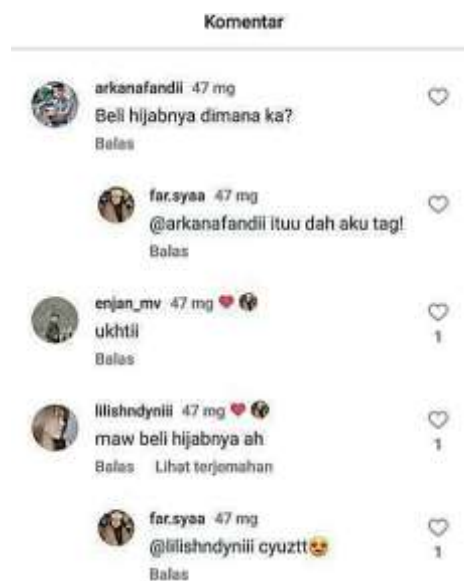 Komentar
arkanafandii 47 mg
Beli hijabnya dimana ka?
Balas
far.syaa 47 mg
@arkanafandii ituu dah aku tag!
Balas
enjan_mv 47 mg
ukhtii
1
Balas
lilishndyniii 47 mg
maw beli hijabnya ah
1
Balas Lihat terjemahan
far.syaa 47 mg
@lilishndyniii cyuztt😍
1
Balas